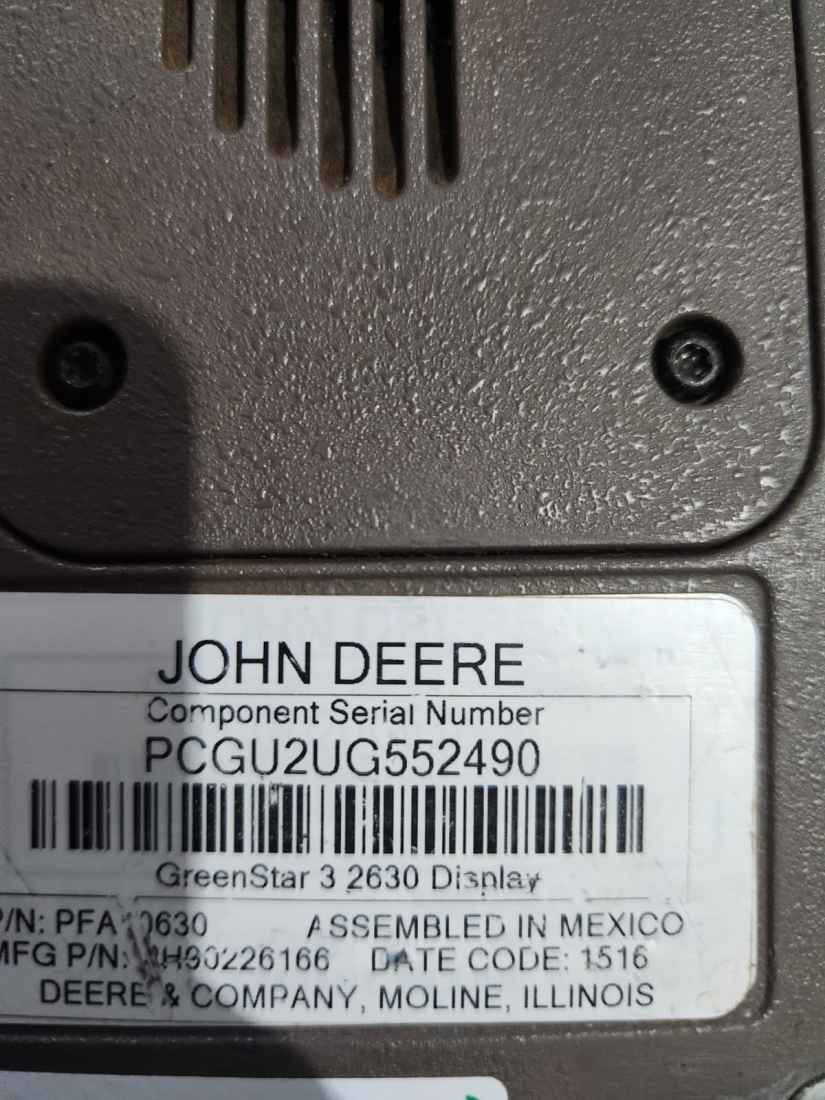 JOHN DEERE
Component Serial Number
PCGU2UG552490
GreenStar 3 2630 Display
P/N: ASSEMBLED IN MEXICO
MFG P/N: DATE CODE: 1516
DEERE & COMPANY, MOLINE, ILLINOIS